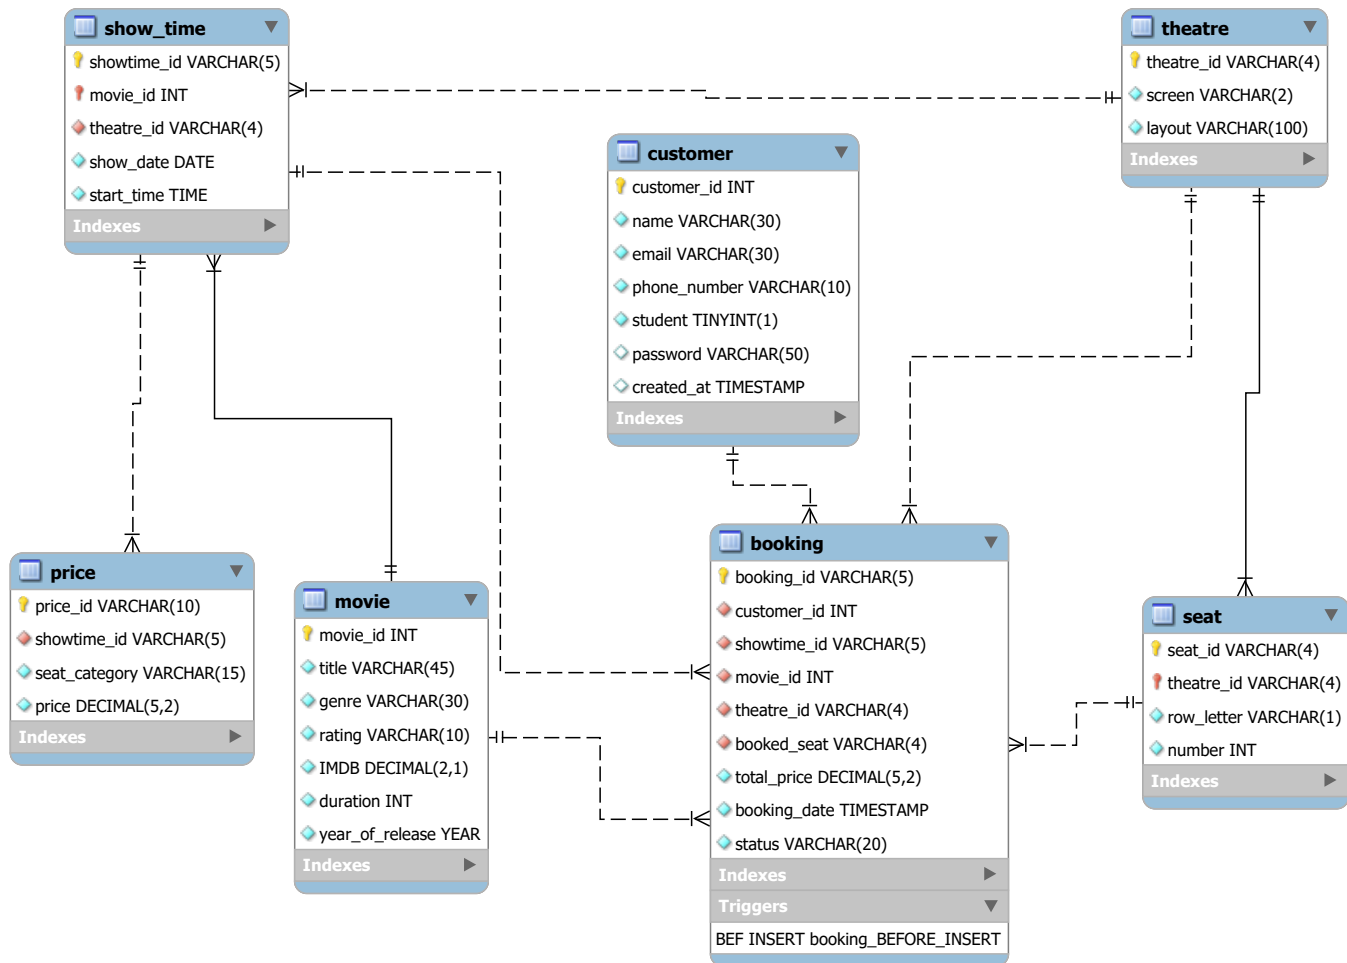 show_time
showtime_id VARCHAR(5)
movie_id INT
theatre_id VARCHAR(4)
show_date DATE
start_time TIME
Indexes
theatre
theatre_id VARCHAR(4)
screen VARCHAR(2)
layout VARCHAR(100)
Indexes
customer
customer_id INT
name VARCHAR(30)
email VARCHAR(30)
phone_number VARCHAR(10)
student TINYINT(1)
password VARCHAR(50)
created_at TIMESTAMP
Indexes
price
price_id VARCHAR(10)
showtime_id VARCHAR(5)
seat_category VARCHAR(15)
price DECIMAL(5,2)
Indexes
movie
movie_id INT
title VARCHAR(45)
genre VARCHAR(30)
rating VARCHAR(10)
IMDB DECIMAL(2,1)
duration INT
year_of_release YEAR
Indexes
booking
booking_id VARCHAR(5)
customer_id INT
showtime_id VARCHAR(5)
movie_id INT
theatre_id VARCHAR(4)
booked_seat VARCHAR(4)
total_price DECIMAL(5,2)
booking_date TIMESTAMP
status VARCHAR(20)
Indexes
Triggers
BEF INSERT booking_BEFORE_INSERT
seat
seat_id VARCHAR(4)
theatre_id VARCHAR(4)
row_letter VARCHAR(1)
number INT
Indexes